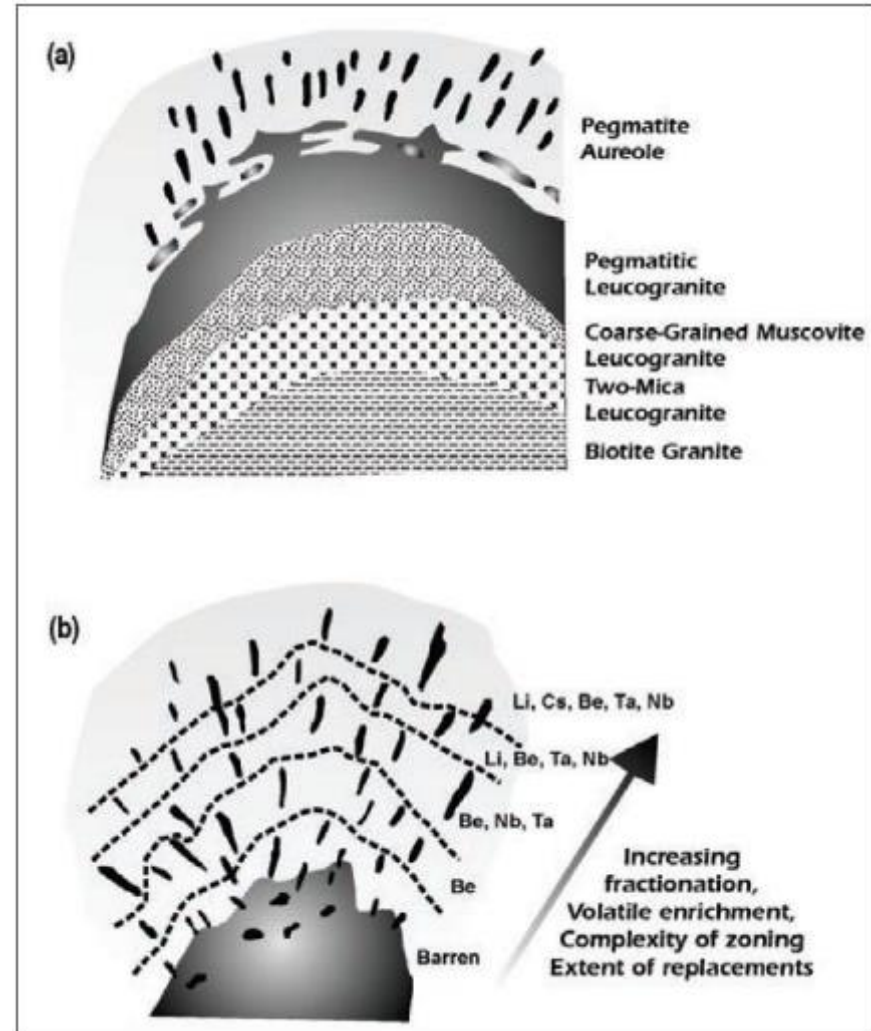 (a)
Pegmatite
Aureole
Pegmatitic
Leucogranite
Coarse-Grained Muscovite
Leucogranite
Two-Mica
Leucogranite
Biotite Granite
(b)
Li, Cs, Be, Ta, Nb
Li, Be, Ta, Nb
Be, Nb, Ta
Be
Barren
Increasing
fractionation,
Volatile enrichment,
Complexity of zoning
Extent of replacements